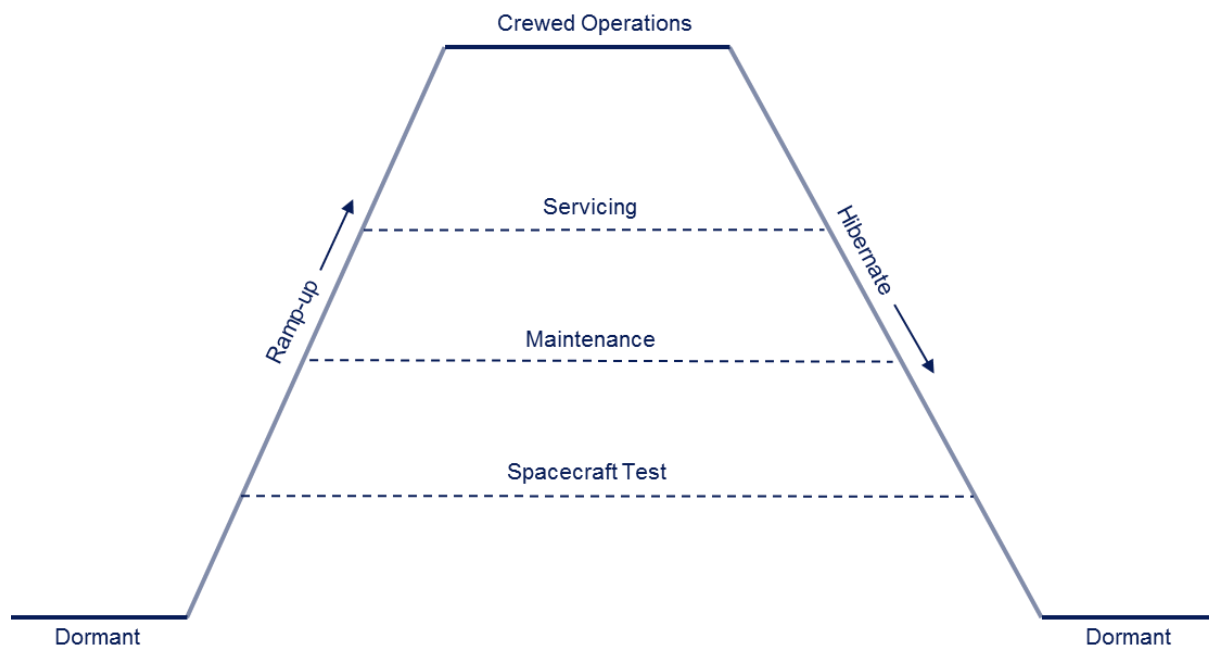 Crewed Operations
Servicing
Ramp-up
Hibernate
Maintenance
Spacecraft Test
Dormant
Dormant